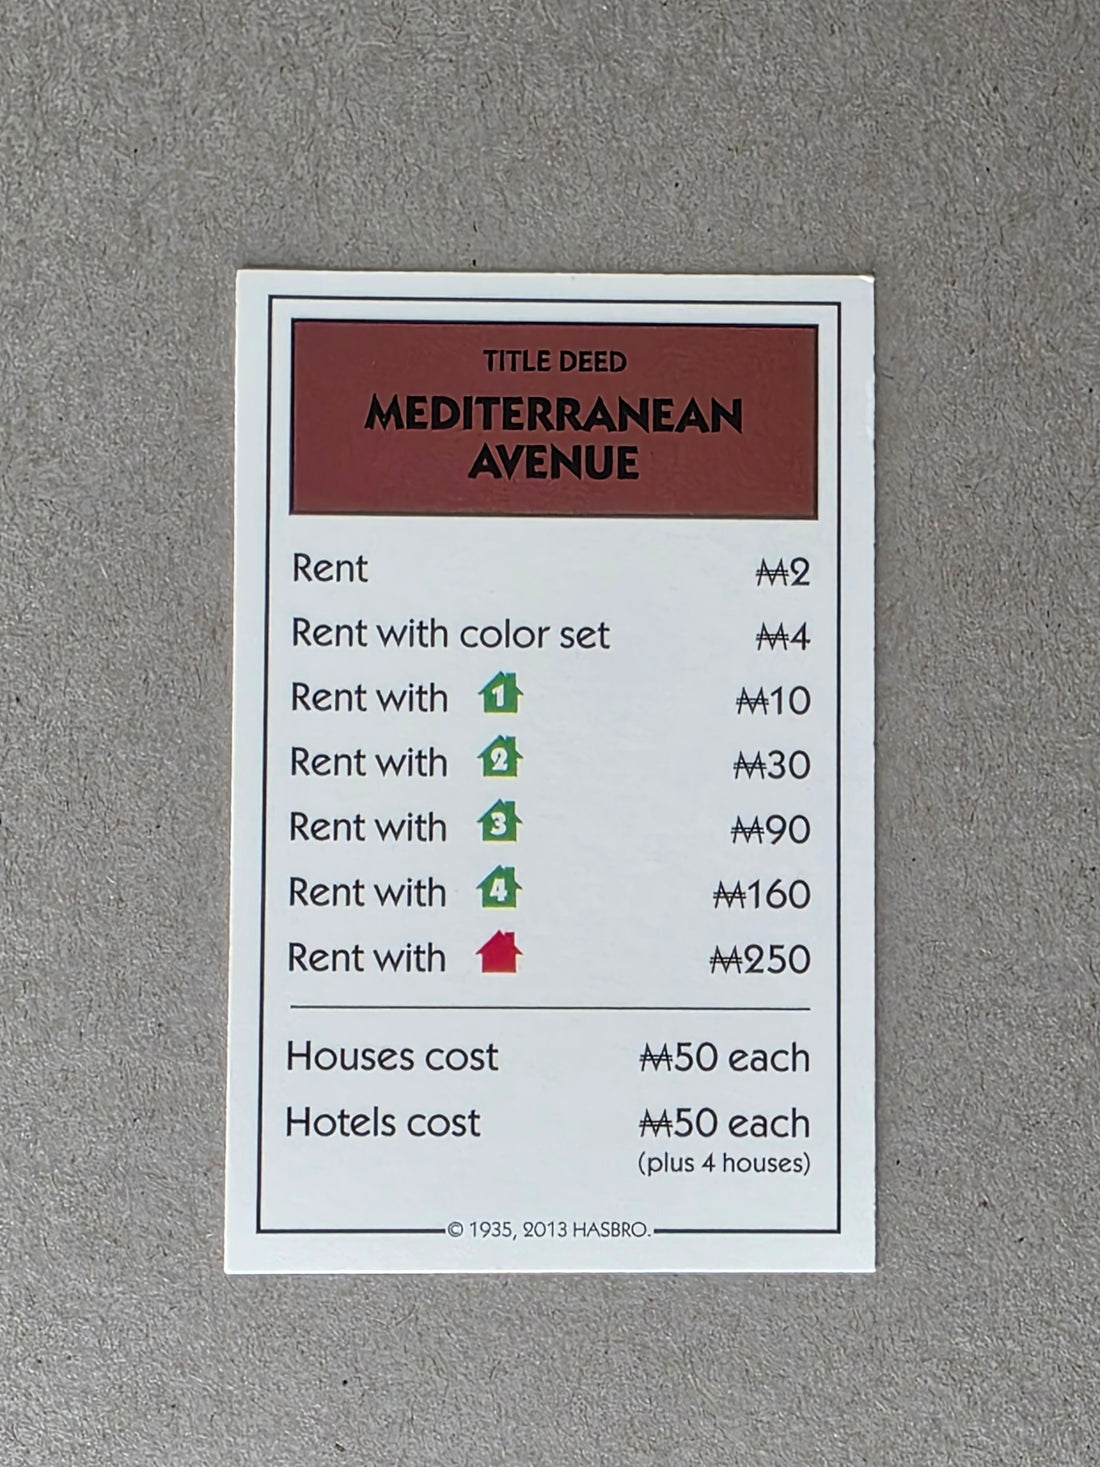 TITLE DEED
MEDITERRANEAN
AVENUE
Rent ₩2
Rent with color set ₩4
Rent with 1 ₩10
Rent with 2 ₩30
Rent with 3 ₩90
Rent with 4 ₩160
Rent with ₩250
Houses cost ₩50 each
Hotels cost ₩50 each
(plus 4 houses)
© 1935, 2013 HASBRO.